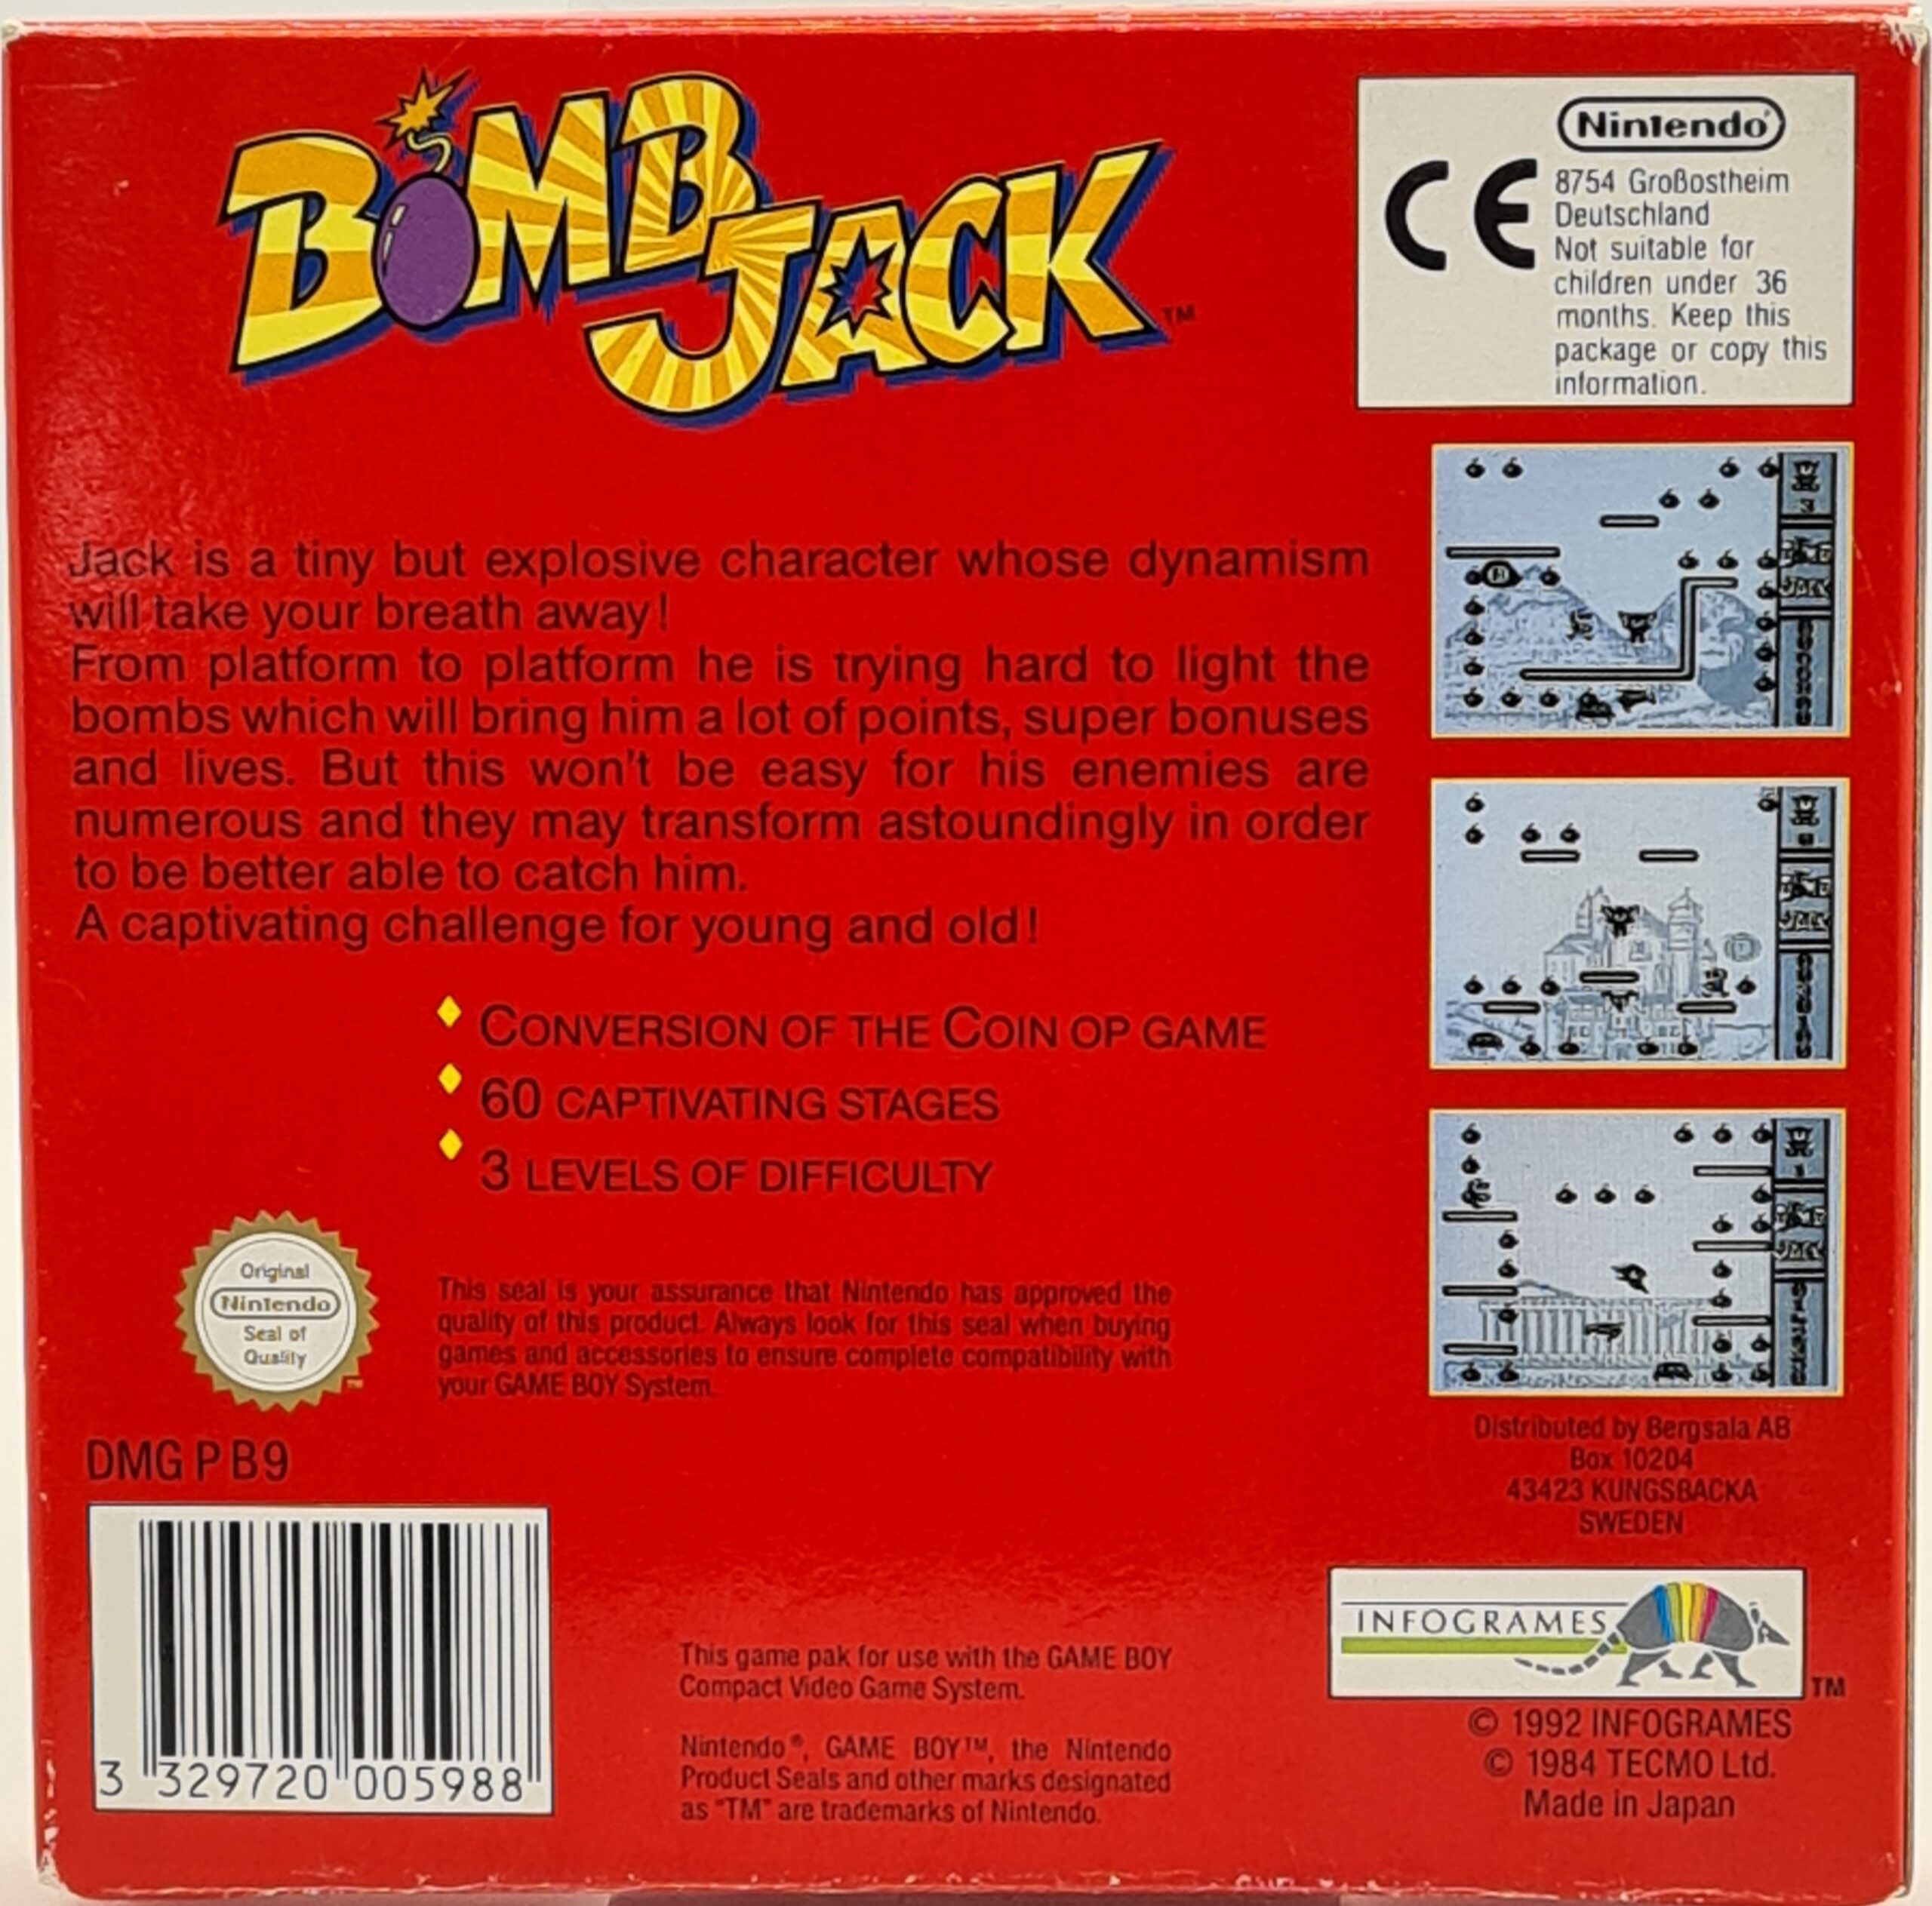 BOMB JACK TM
Nintendo
CE
8754 Großostheim
Deutschland
Not suitable for
children under 36
months. Keep this
package or copy this
information.
Jack is a tiny but explosive character whose dynamism
will take your breath away!
From platform to platform he is trying hard to light the
bombs which will bring him a lot of points, super bonuses
and lives. But this won't be easy for his enemies are
numerous and they may transform astoundingly in order
to be better able to catch him.
A captivating challenge for young and old!
CONVERSION OF THE COIN OP GAME
60 CAPTIVATING STAGES
3 LEVELS OF DIFFICULTY
Original
Nintendo
Seal of
Quality
This seal is your assurance that Nintendo has approved the
quality of this product. Always look for this seal when buying
games and accessories to ensure complete compatibility with
your GAME BOY System.
Distributed by Bergsala AB
Box 10204
43423 KUNGSBACKA
SWEDEN
DMG P B9
3 329720 005988
This game pak for use with the GAME BOY
Compact Video Game System.
Nintendo®, GAME BOY™, the Nintendo
Product Seals and other marks designated
as "TM" are trademarks of Nintendo.
INFOGRAMES
TM
© 1992 INFOGRAMES
© 1984 TECMO Ltd.
Made in Japan